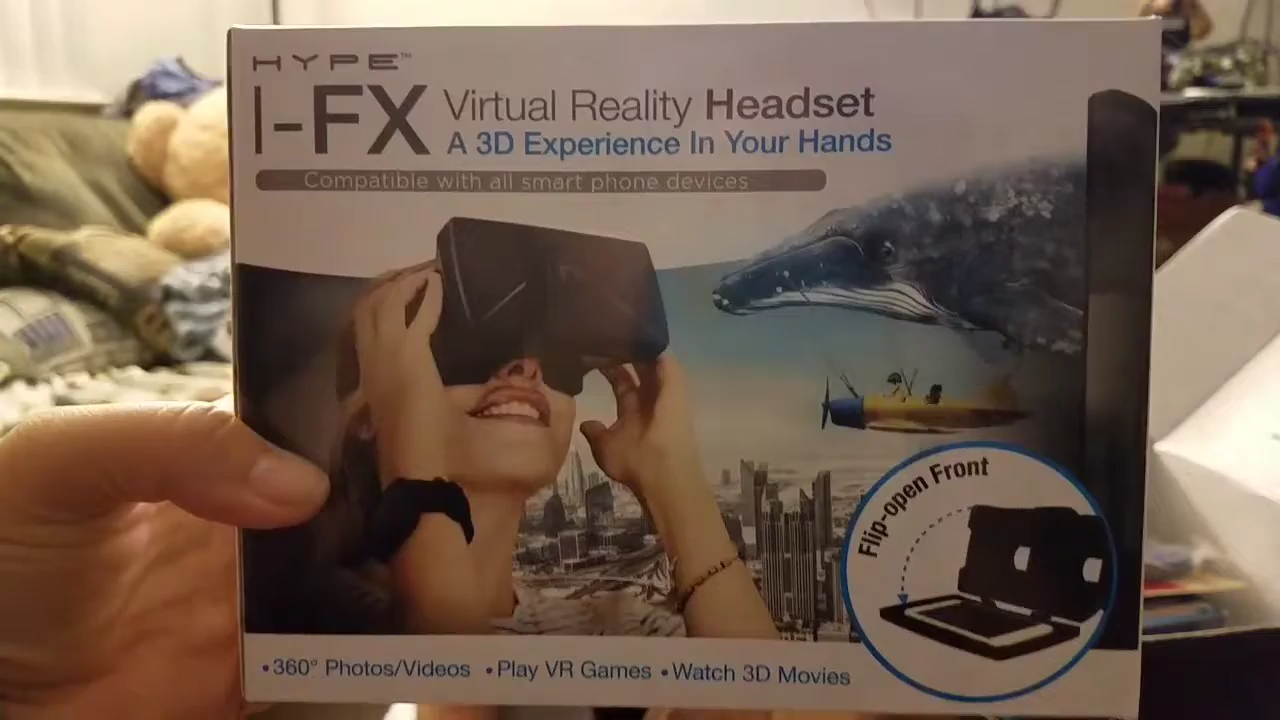 HYPE™
I-FX
Virtual Reality Headset
A 3D Experience In Your Hands
Compatible with all smart phone devices
Flip-open Front
•360° Photos/Videos •Play VR Games •Watch 3D Movies